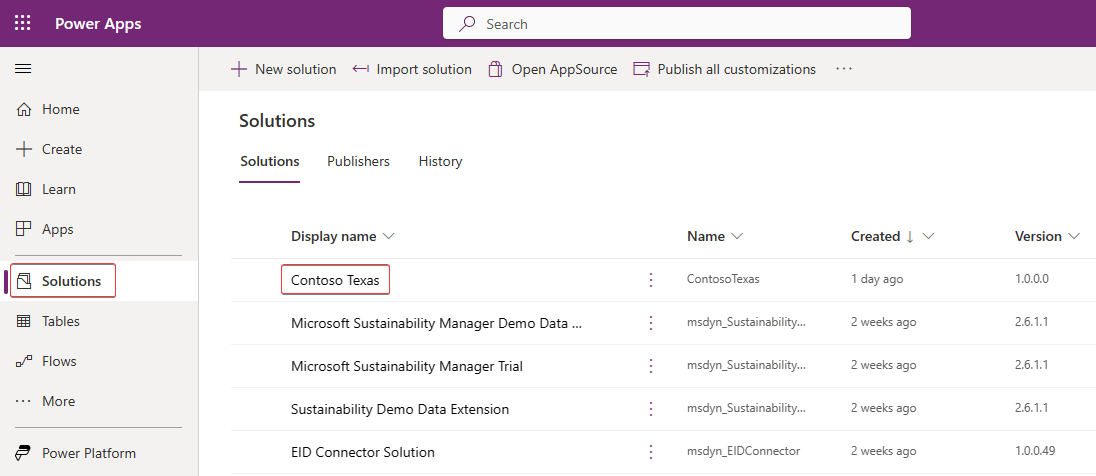 Power Apps
Search
New solution Import solution Open AppSource Publish all customizations ...
Home
Create
Learn
Apps
Solutions
Tables
Flows
More
Power Platform
Solutions
Solutions Publishers History
Display name Name Created Version
Contoso Texas ContosoTexas 1 day ago 1.0.0.0
Microsoft Sustainability Manager Demo Data ... msdyn_Sustainability... 2 weeks ago 2.6.1.1
Microsoft Sustainability Manager Trial msdyn_Sustainability... 2 weeks ago 2.6.1.1
Sustainability Demo Data Extension msdyn_Sustainability... 2 weeks ago 2.6.1.1
EID Connector Solution msdyn_EIDConnector 2 weeks ago 1.0.0.49